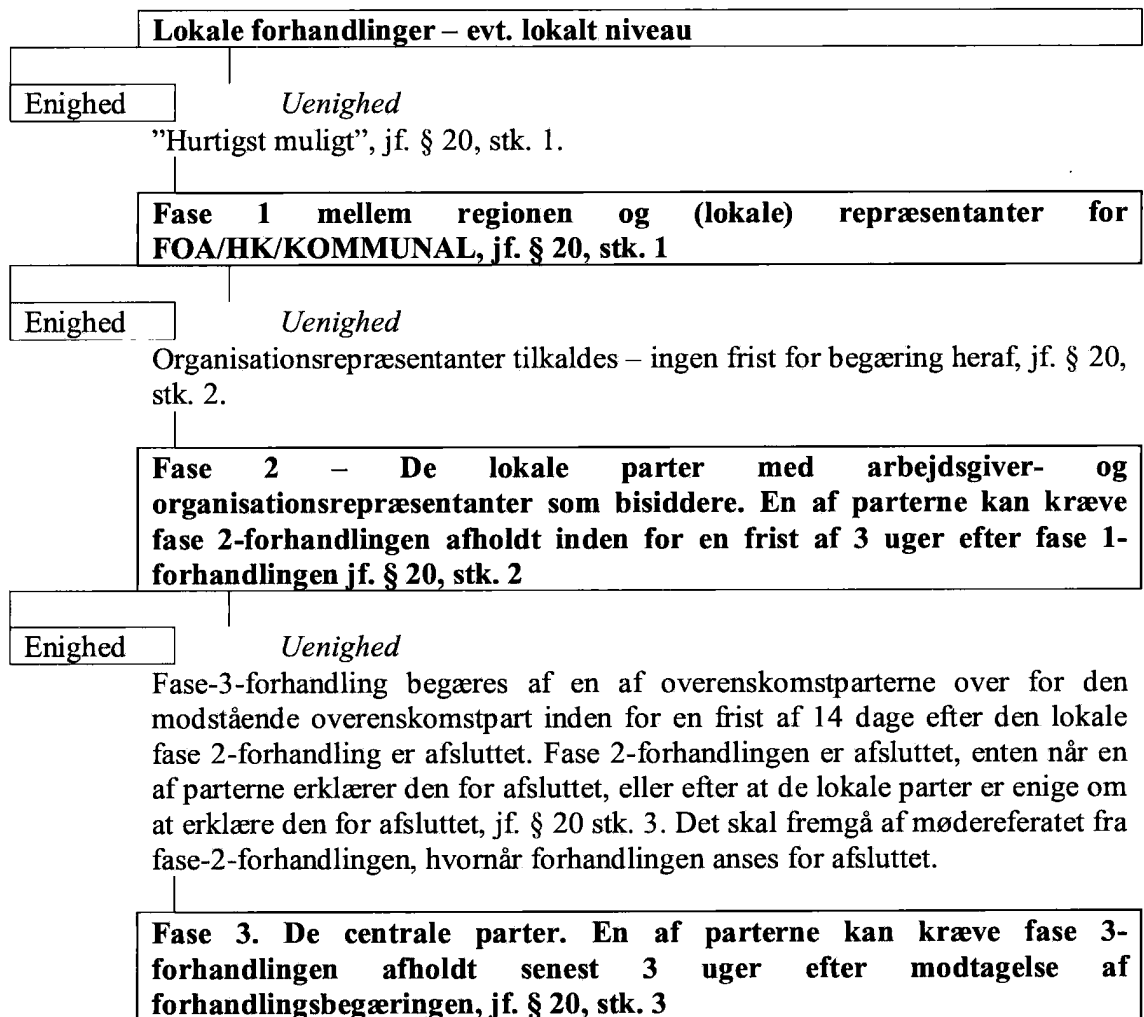 Lokale forhandlinger – evt. lokalt niveau
Enighed Uenighed
”Hurtigst muligt”, jf. § 20, stk. 1.
Fase 1 mellem regionen og (lokale) repræsentanter for
FOA/HK/KOMMUNAL, jf. § 20, stk. 1
Enighed Uenighed
Organisationsrepræsentanter tilkaldes – ingen frist for begæring heraf, jf. § 20,
stk. 2.
Fase 2 – De lokale parter med arbejdsgiver- og
organisationsrepræsentanter som bisiddere. En af parterne kan kræve
fase 2-forhandlingen afholdt inden for en frist af 3 uger efter fase 1-
forhandlingen jf. § 20, stk. 2
Enighed Uenighed
Fase-3-forhandling begæres af en af overenskomstparterne over for den
modstående overenskomstpart inden for en frist af 14 dage efter den lokale
fase 2-forhandling er afsluttet. Fase 2-forhandlingen er afsluttet, enten når en
af parterne erklærer den for afsluttet, eller efter at de lokale parter er enige om
at erklære den for afsluttet, jf. § 20 stk. 3. Det skal fremgå af mødereferatet fra
fase-2-forhandlingen, hvornår forhandlingen anses for afsluttet.
Fase 3. De centrale parter. En af parterne kan kræve fase 3-
forhandlingen afholdt senest 3 uger efter modtagelse af
forhandlingsbegæringen, jf. § 20, stk. 3